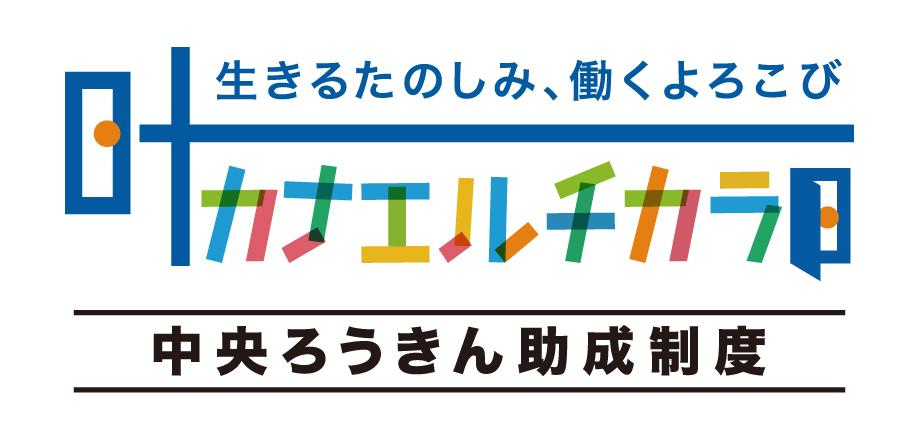 叶
生きるたのしみ、働くよろこび
カナエルチカラ
中央ろうきん助成制度